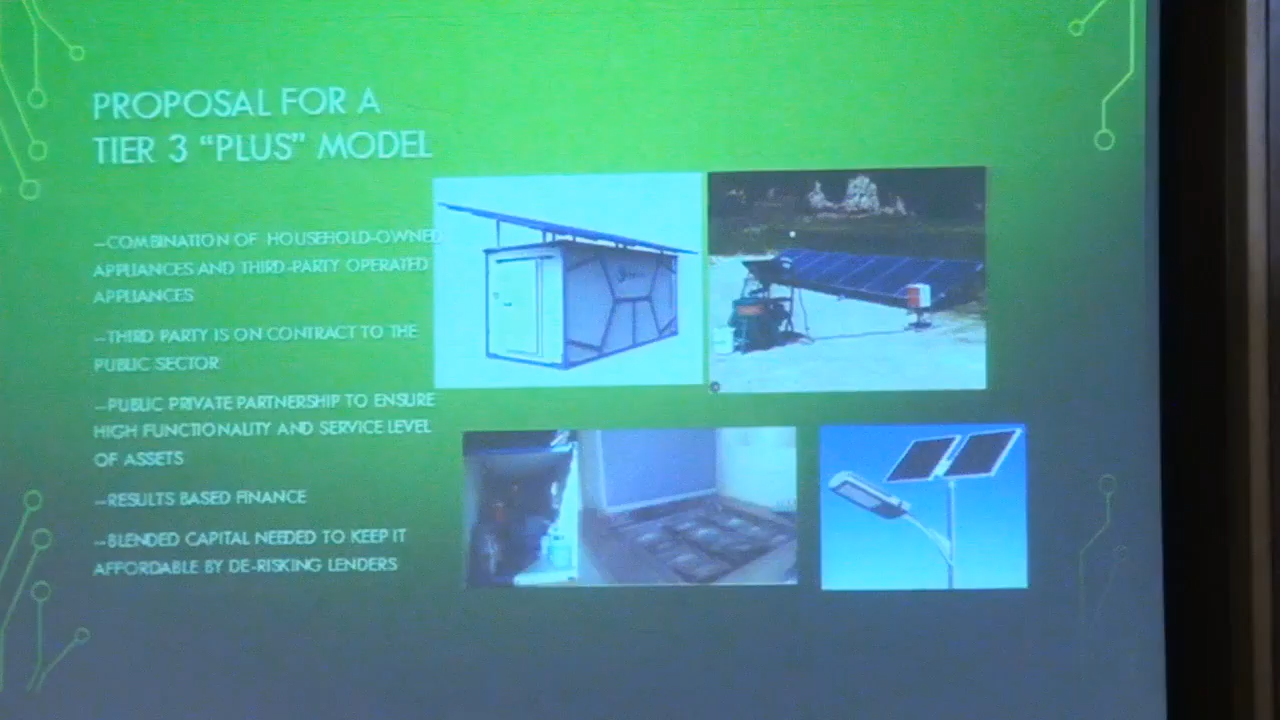 PROPOSAL FOR A
TIER 3 “PLUS” MODEL
–COMBINATION OF HOUSEHOLD-OWNED
APPLIANCES AND THIRD-PARTY OPERATED
APPLIANCES
–THIRD PARTY IS ON CONTRACT TO THE
PUBLIC SECTOR
–PUBLIC PRIVATE PARTNERSHIP TO ENSURE
HIGH FUNCTIONALITY AND SERVICE LEVEL
OF ASSETS
–RESULTS BASED FINANCE
–BLENDED CAPITAL NEEDED TO KEEP IT
AFFORDABLE BY DE-RISKING LENDERS